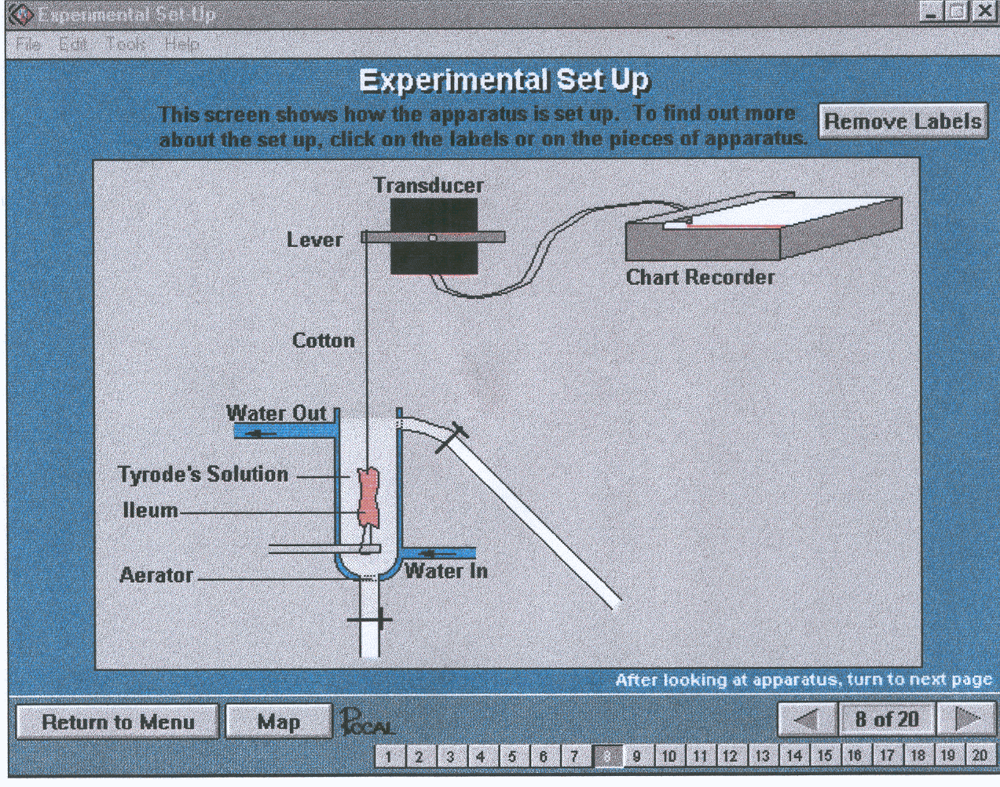 Experimental Set-Up
File Edit Tools Help
Experimental Set Up
This screen shows how the apparatus is set up. To find out more
about the set up, click on the labels or on the pieces of apparatus.
Remove Labels
Transducer
Lever
Chart Recorder
Cotton
Water Out
Tyrode's Solution
Ileum
Aerator
Water In
After looking at apparatus, turn to next page
Return to Menu
Map
8 of 20
1 2 3 4 5 6 7 8 9 10 11 12 13 14 15 16 17 18 19 20